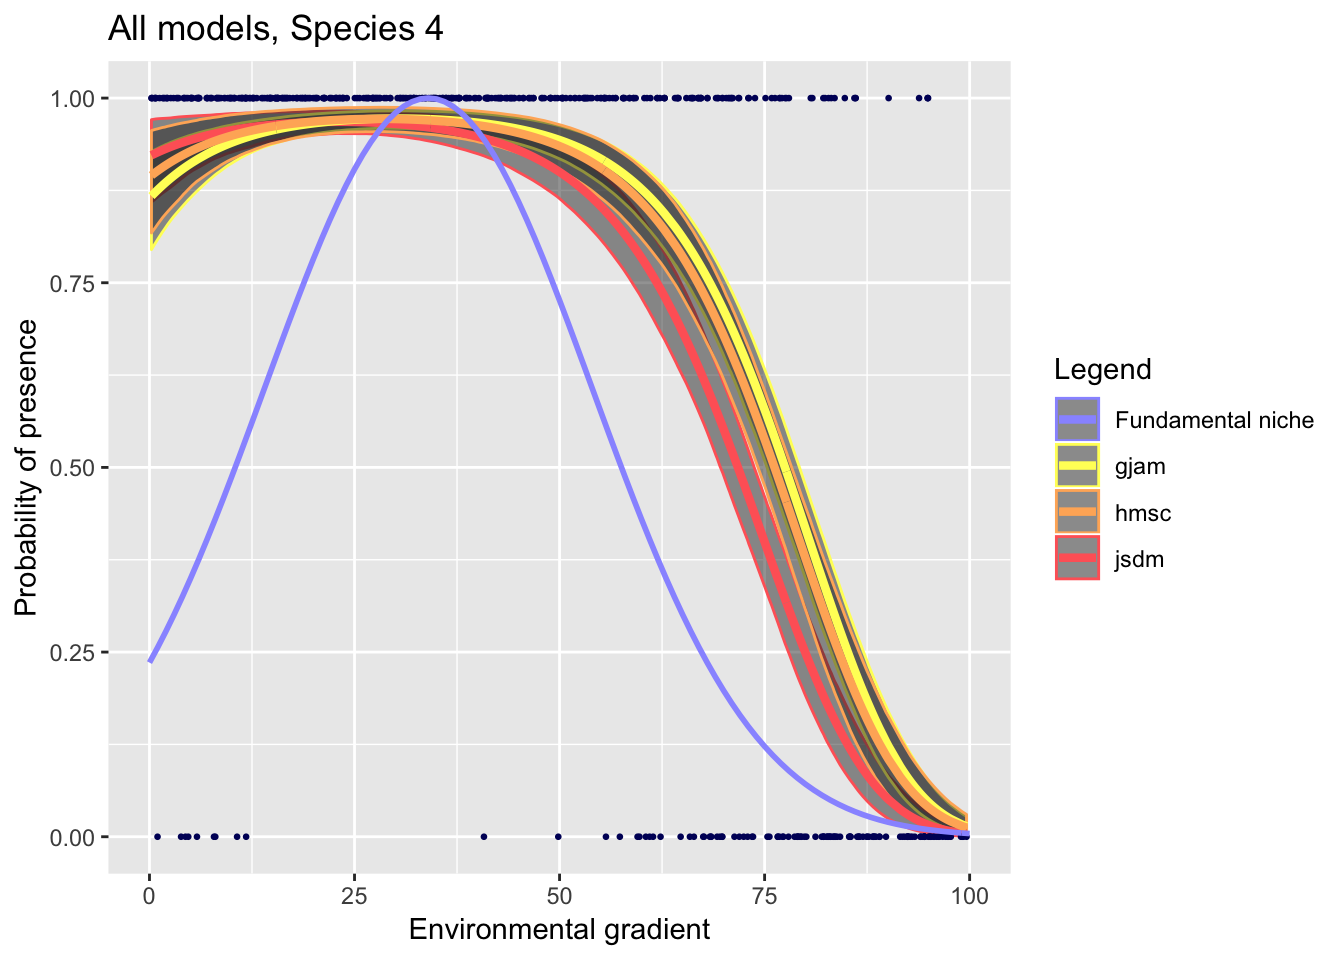 All models, Species 4
Probability of presence
1.00
0.75
0.50
0.25
0.00
0
25
50
75
100
Environmental gradient
Legend
Fundamental niche
gjam
hmsc
jsdm